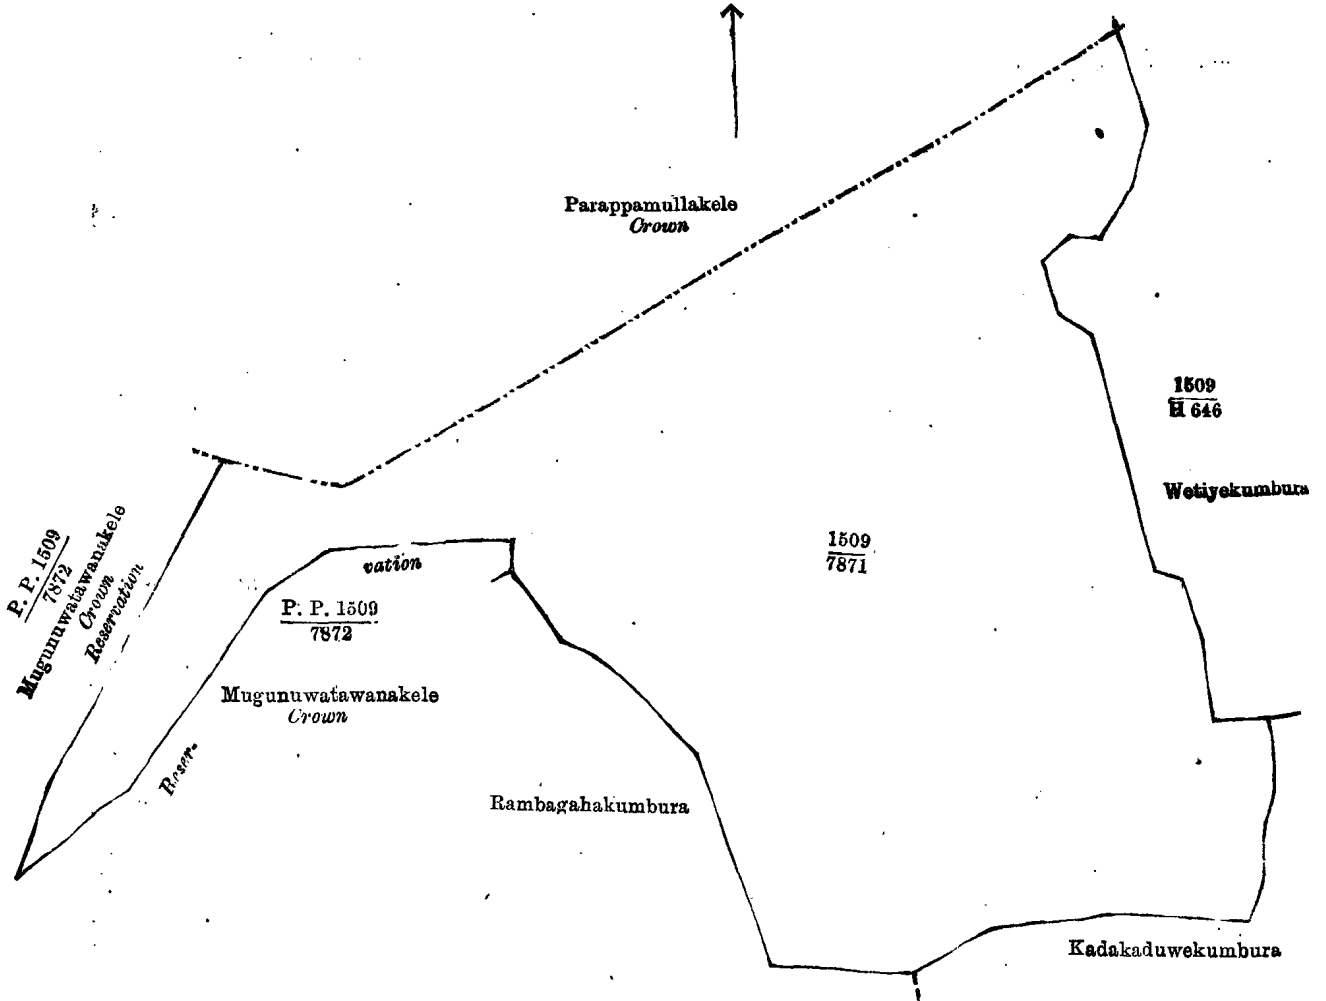 Parappamullakele
Crown
1509
H 646
Wetiyekumbura
1509
7871
P. P. 1509
7872
Mugunuwatawanakele
Crown
Reservation
vation
P. P. 1509
7872
Mugunuwatawanakele
Crown
Reser-
Rambagahakumbura
Kadakaduwekumbura